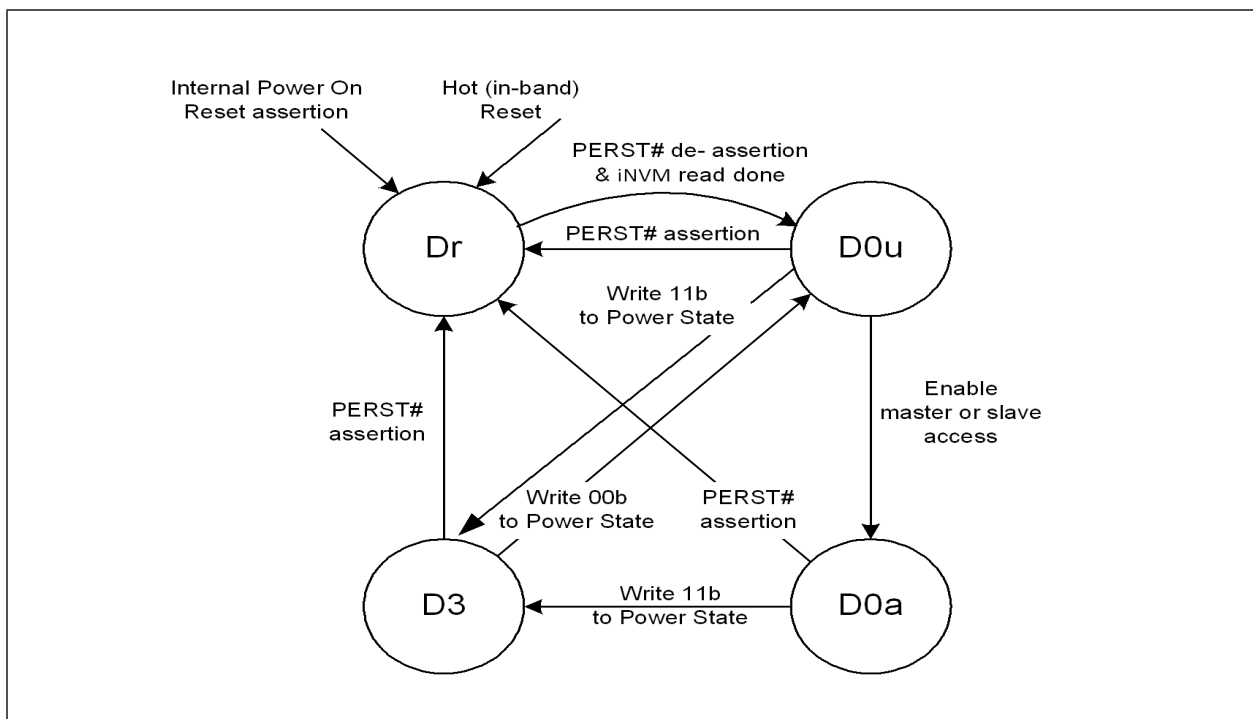 Internal Power On
Reset assertion
Hot (in-band)
Reset
PERST# de- assertion
& iNVM read done
Dr
PERST# assertion
D0u
Write 11b
to Power State
Enable
master or slave
access
PERST#
assertion
Write 00b
to Power State
PERST#
assertion
D3
Write 11b
to Power State
D0a